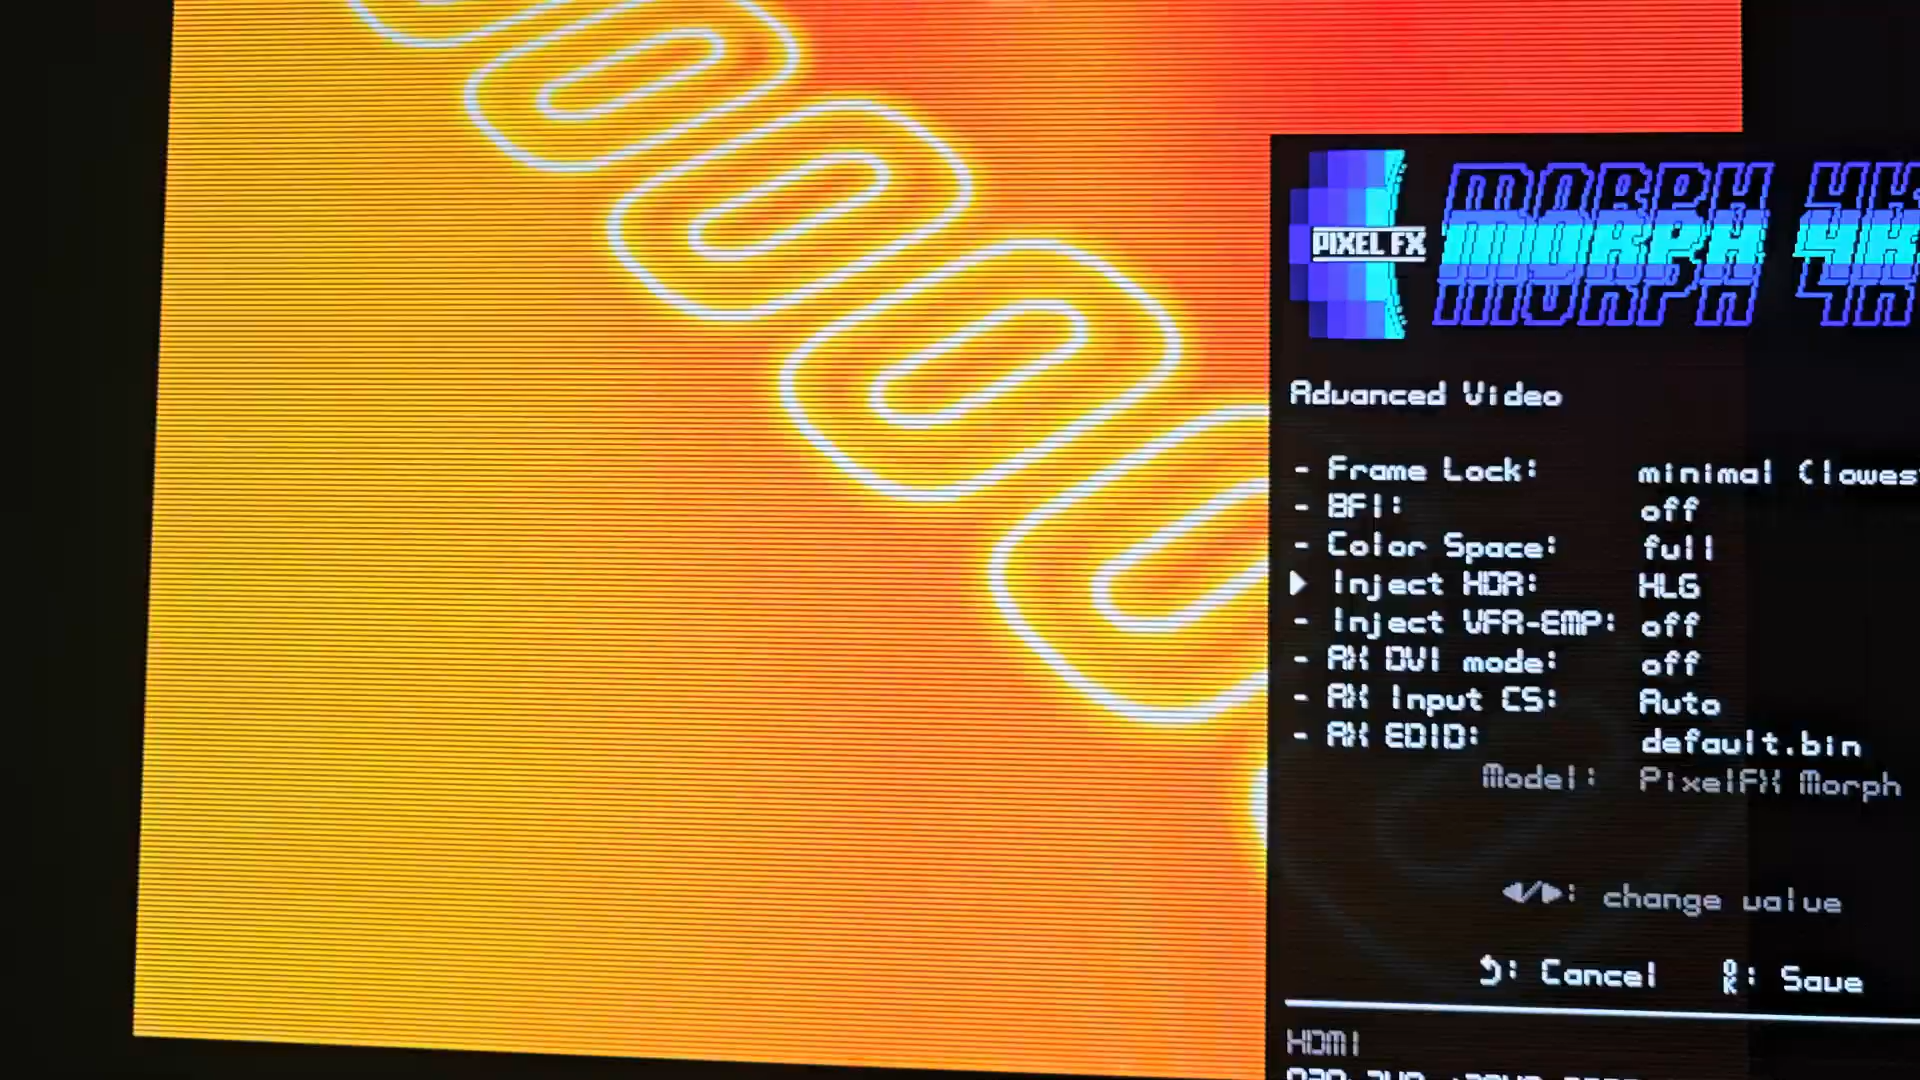 PIXEL FX
MORPH 4K
Advanced Video
- Frame Lock: minimal (lowest
- BFI: off
- Color Space: full
▶ Inject HDR: HLG
- Inject VFR-EMP: off
- AX DVI mode: off
- AX Input CS: Auto
- AX EDID: default.bin
Model: PixelFX Morph
◀/▶: change value
↰: Cancel OK: Save
HDMI